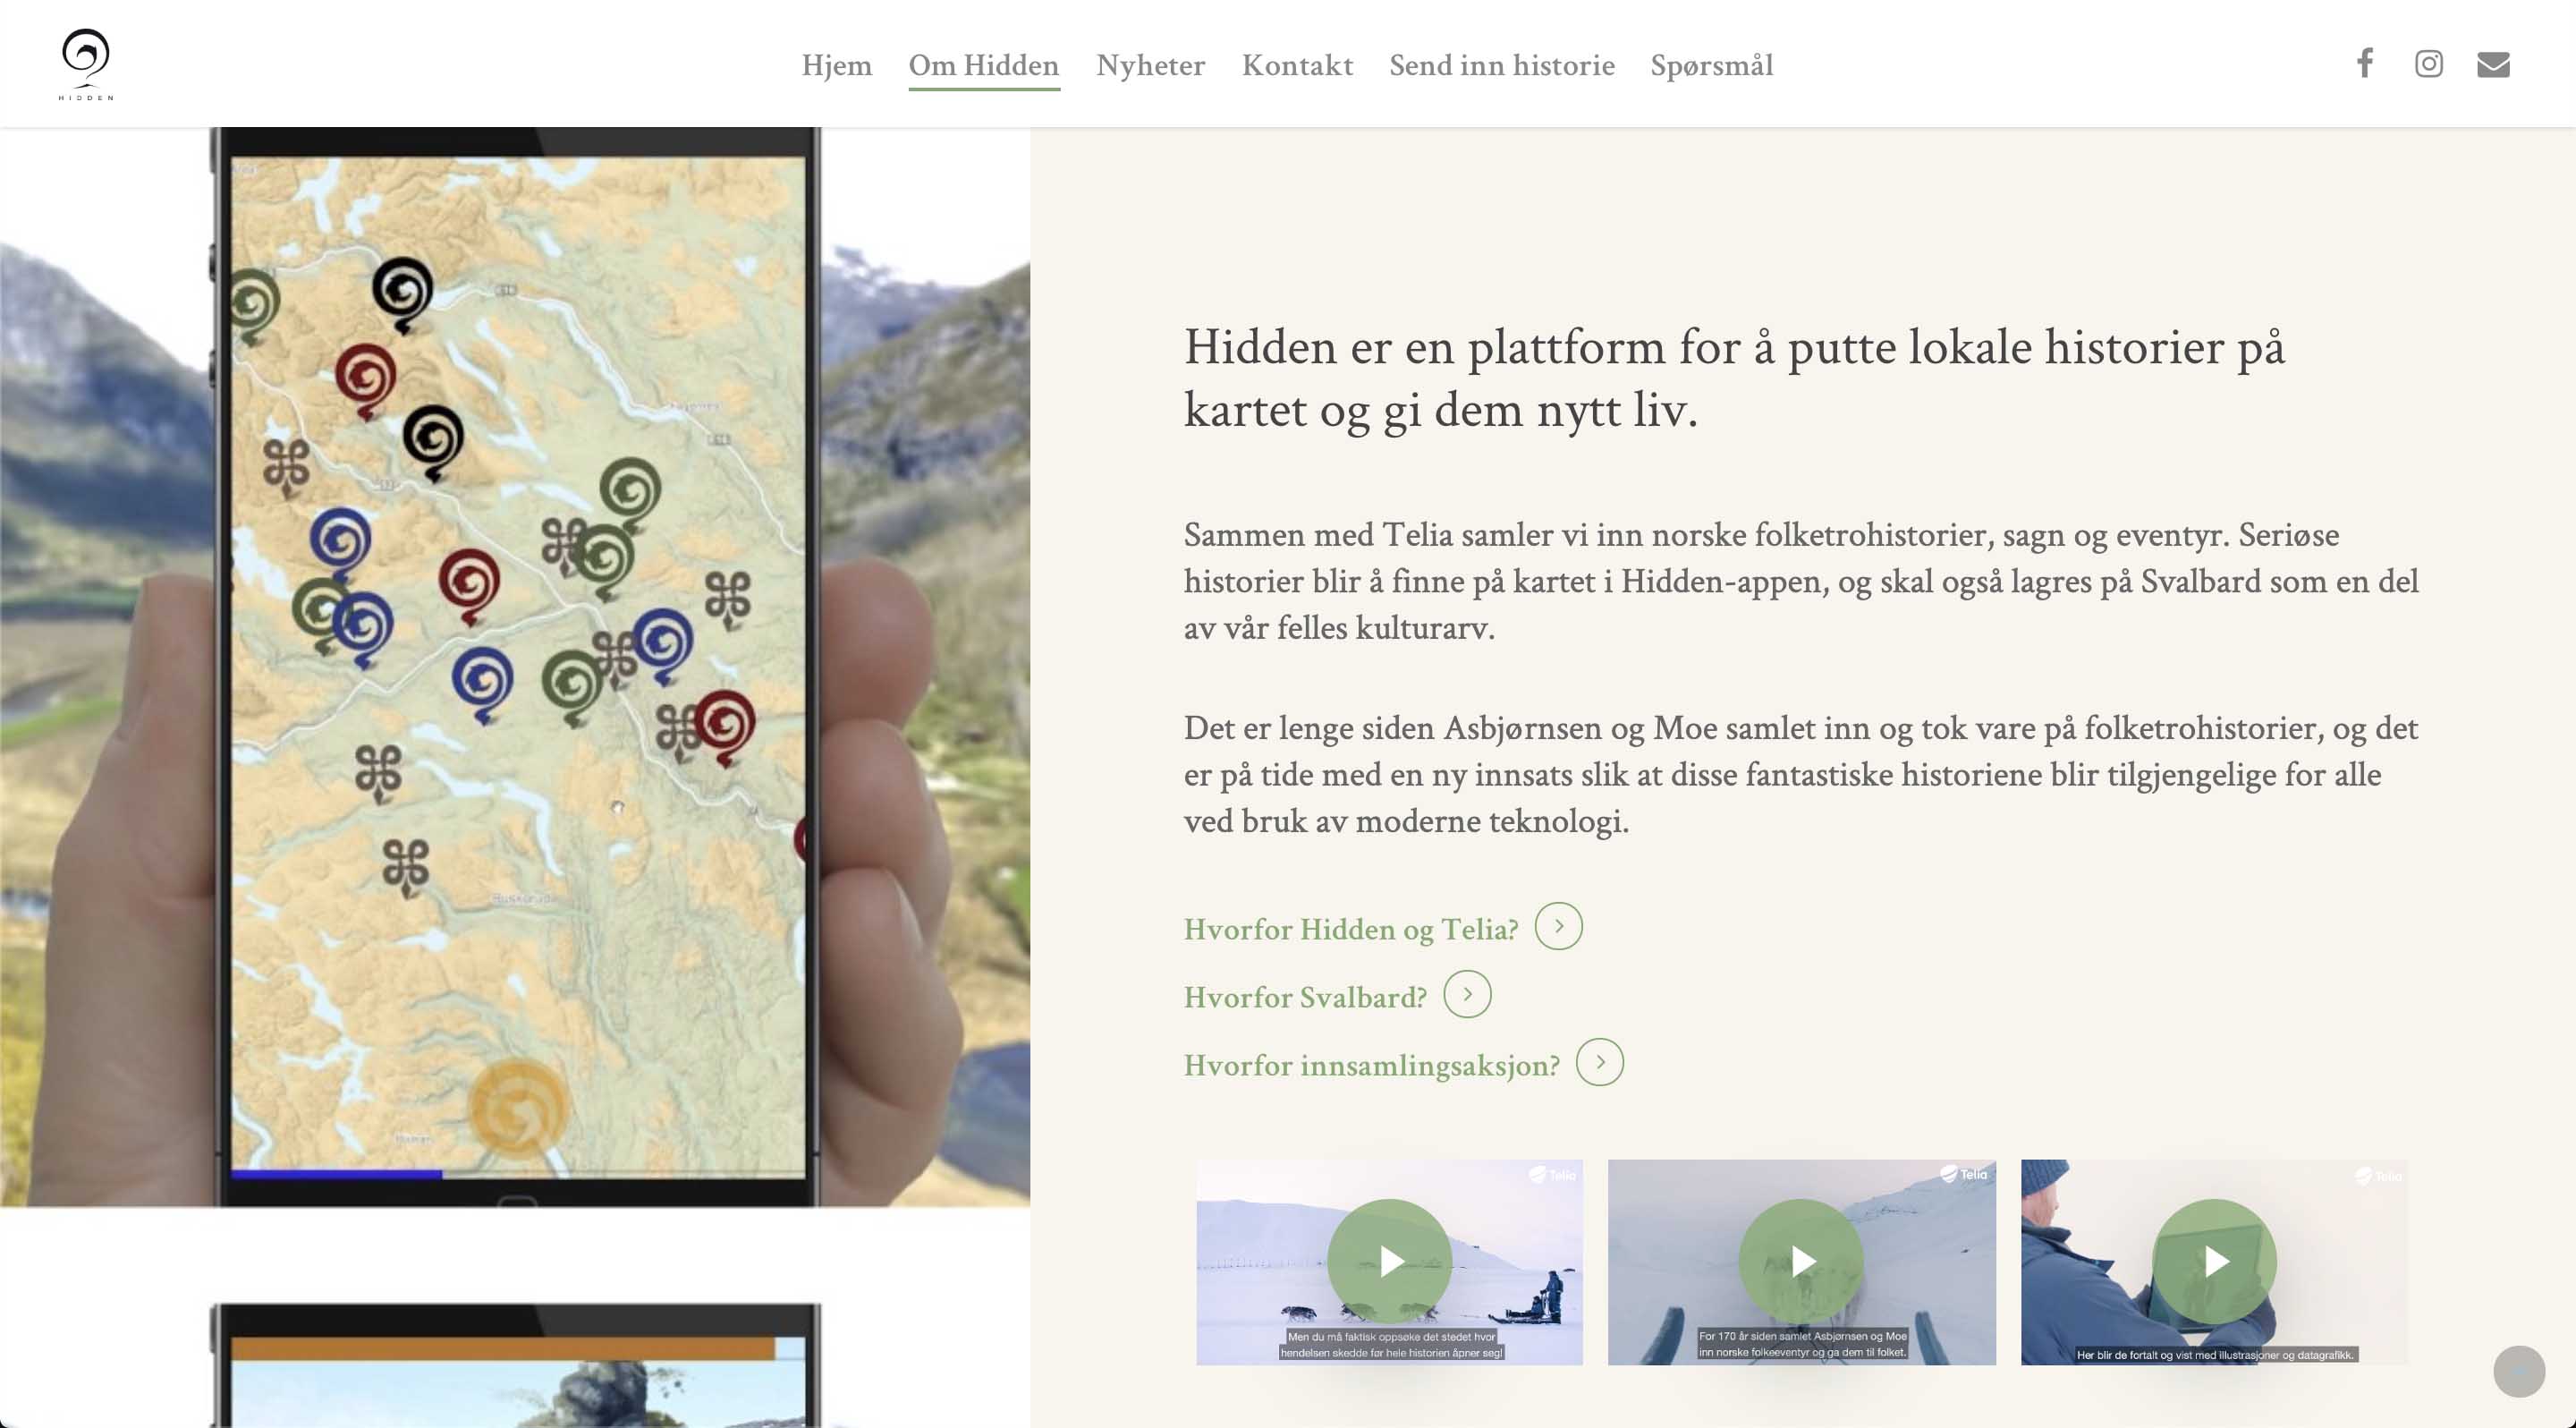 HIDDEN
Hjem
Om Hidden
Nyheter
Kontakt
Send inn historie
Spørsmål
Hidden er en plattform for å putte lokale historier på
kartet og gi dem nytt liv.
Sammen med Telia samler vi inn norske folketrohistorier, sagn og eventyr. Seriøse
historier blir å finne på kartet i Hidden-appen, og skal også lagres på Svalbard som en del
av vår felles kulturarv.
Det er lenge siden Asbjørnsen og Moe samlet inn og tok vare på folketrohistorier, og det
er på tide med en ny innsats slik at disse fantastiske historiene blir tilgjengelige for alle
ved bruk av moderne teknologi.
Hvorfor Hidden og Telia?
Hvorfor Svalbard?
Hvorfor innsamlingsaksjon?
Telia
Men du må faktisk oppsøke det stedet hvor
hendelsen skedde før hele historien åpner seg!
Telia
For 170 år siden samlet Asbjørnsen og Moe
inn norske folkeeventyr og ga dem til folket.
Telia
Her blir de fortalt og vist med illustrasjoner og datagrafikk.